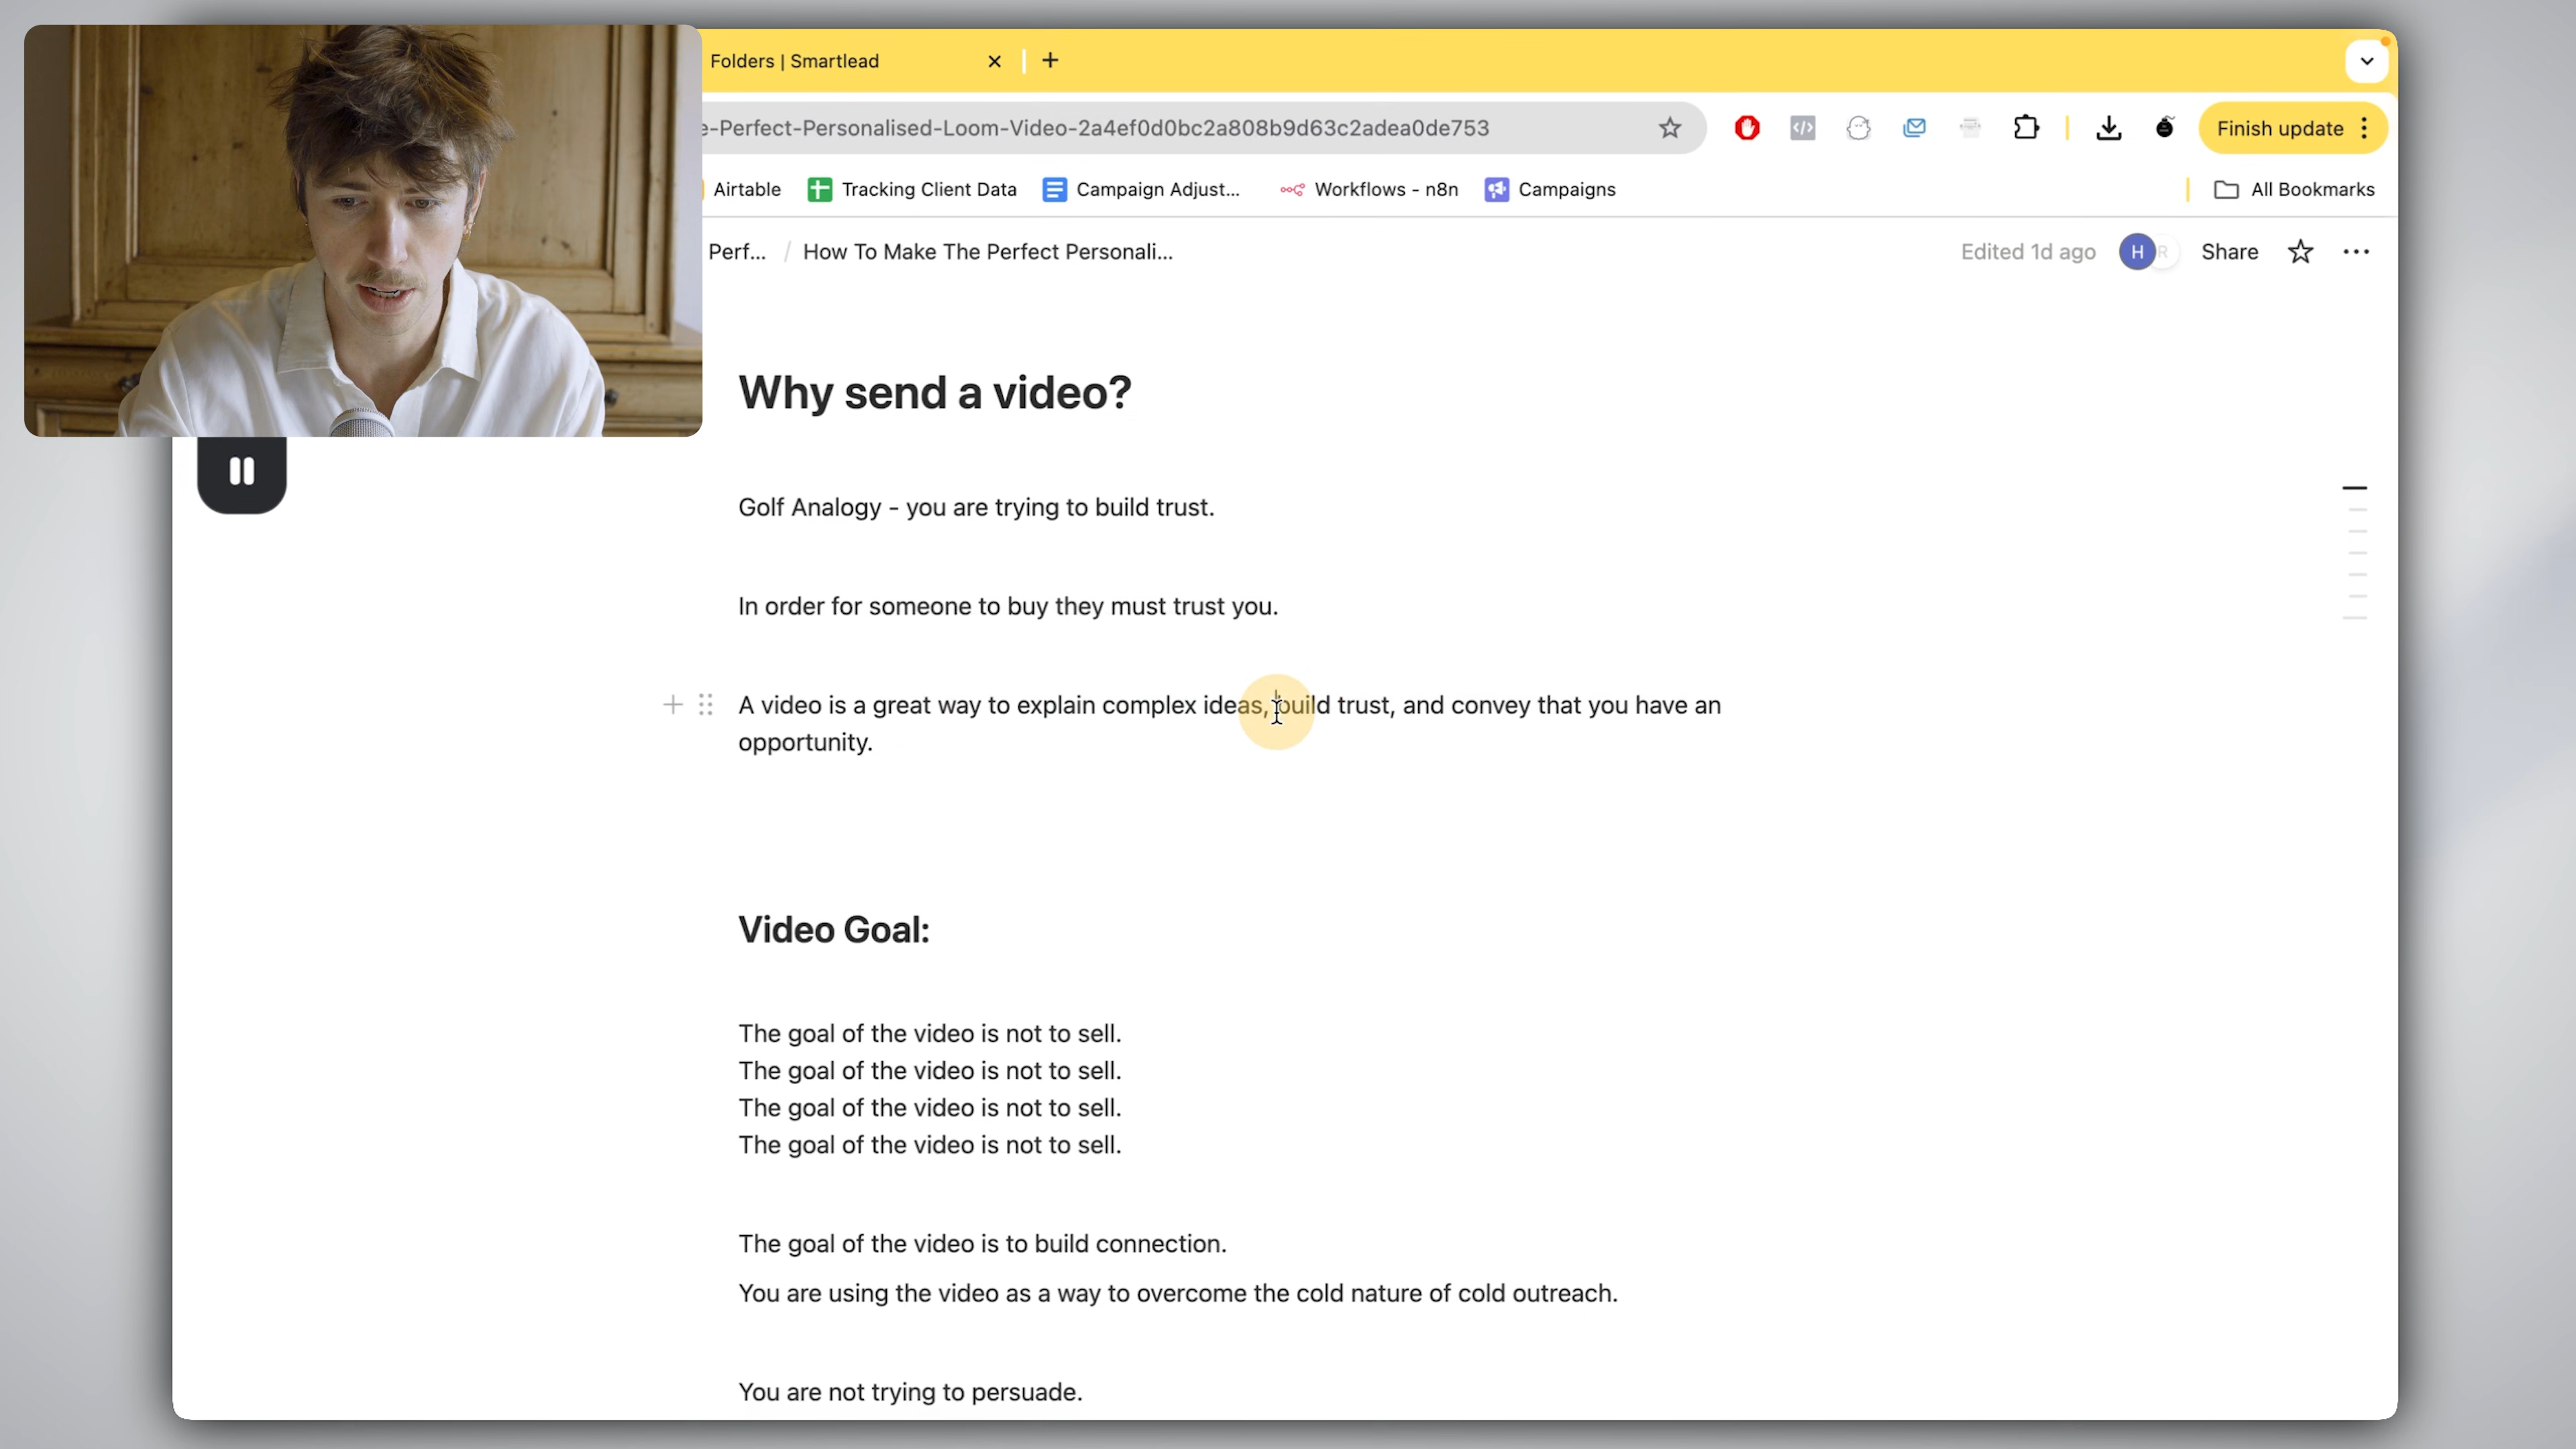 Folders | Smartlead
e-Perfect-Personalised-Loom-Video-2a4ef0d0bc2a808b9d63c2adea0de753
Finish update
Airtable
Tracking Client Data
Campaign Adjust...
Workflows - n8n
Campaigns
All Bookmarks
Perf... / How To Make The Perfect Personali...
Edited 1d ago
H
R
Share
Why send a video?
Golf Analogy - you are trying to build trust.
In order for someone to buy they must trust you.
A video is a great way to explain complex ideas, build trust, and convey that you have an
opportunity.
Video Goal:
The goal of the video is not to sell.
The goal of the video is not to sell.
The goal of the video is not to sell.
The goal of the video is not to sell.
The goal of the video is to build connection.
You are using the video as a way to overcome the cold nature of cold outreach.
You are not trying to persuade.